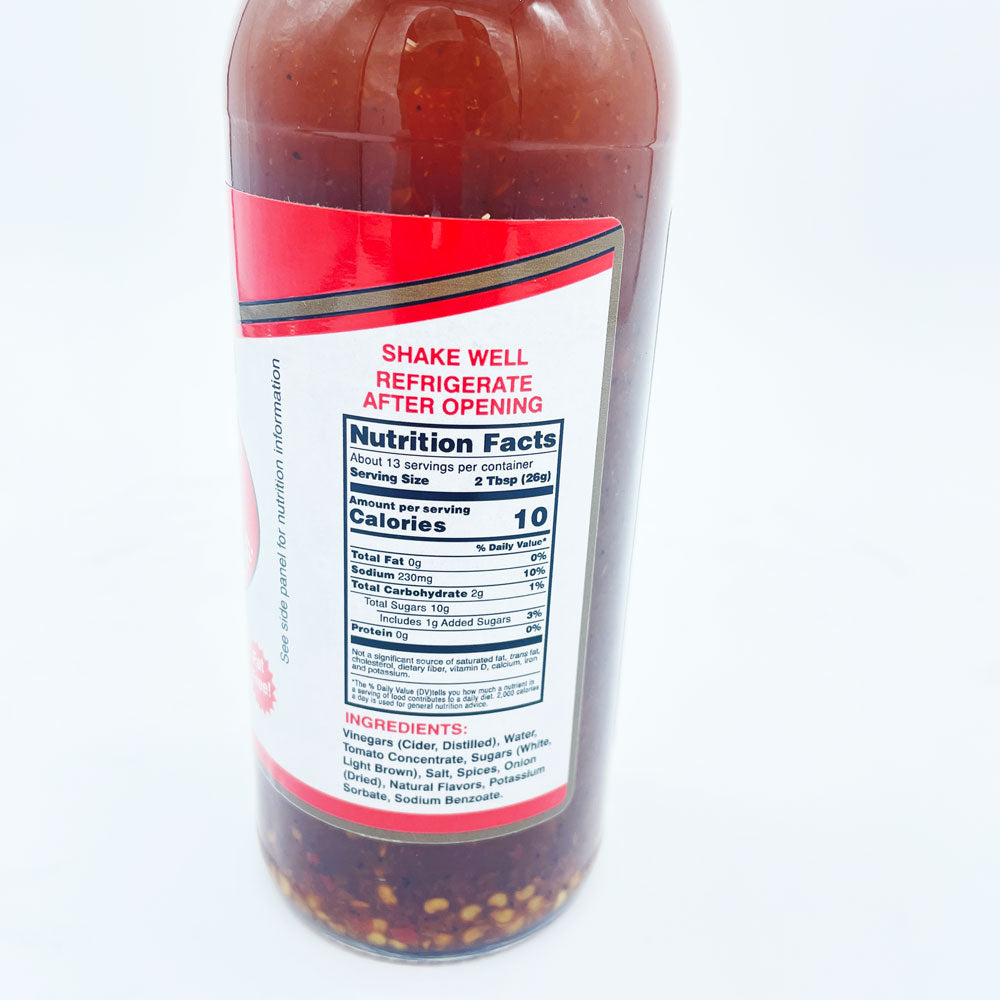 SHAKE WELL
REFRIGERATE
AFTER OPENING
Nutrition Facts
About 13 servings per container
Serving Size 2 Tbsp (26g)
Amount per serving
Calories 10
% Daily Value*
Total Fat 0g 0%
Sodium 230mg 10%
Total Carbohydrate 2g 1%
Total Sugars 10g
Includes 1g Added Sugars 3%
Protein 0g 0%
Not a significant source of saturated fat, trans fat,
cholesterol, dietary fiber, vitamin D, calcium, iron
and potassium.
*The % Daily Value (DV)tells you how much a nutrient in
a serving of food contributes to a daily diet. 2,000 calories
a day is used for general nutrition advice.
INGREDIENTS:
Vinegars (Cider, Distilled), Water,
Tomato Concentrate, Sugars (White,
Light Brown), Salt, Spices, Onion
(Dried), Natural Flavors, Potassium
Sorbate, Sodium Benzoate.
See side panel for nutrition information